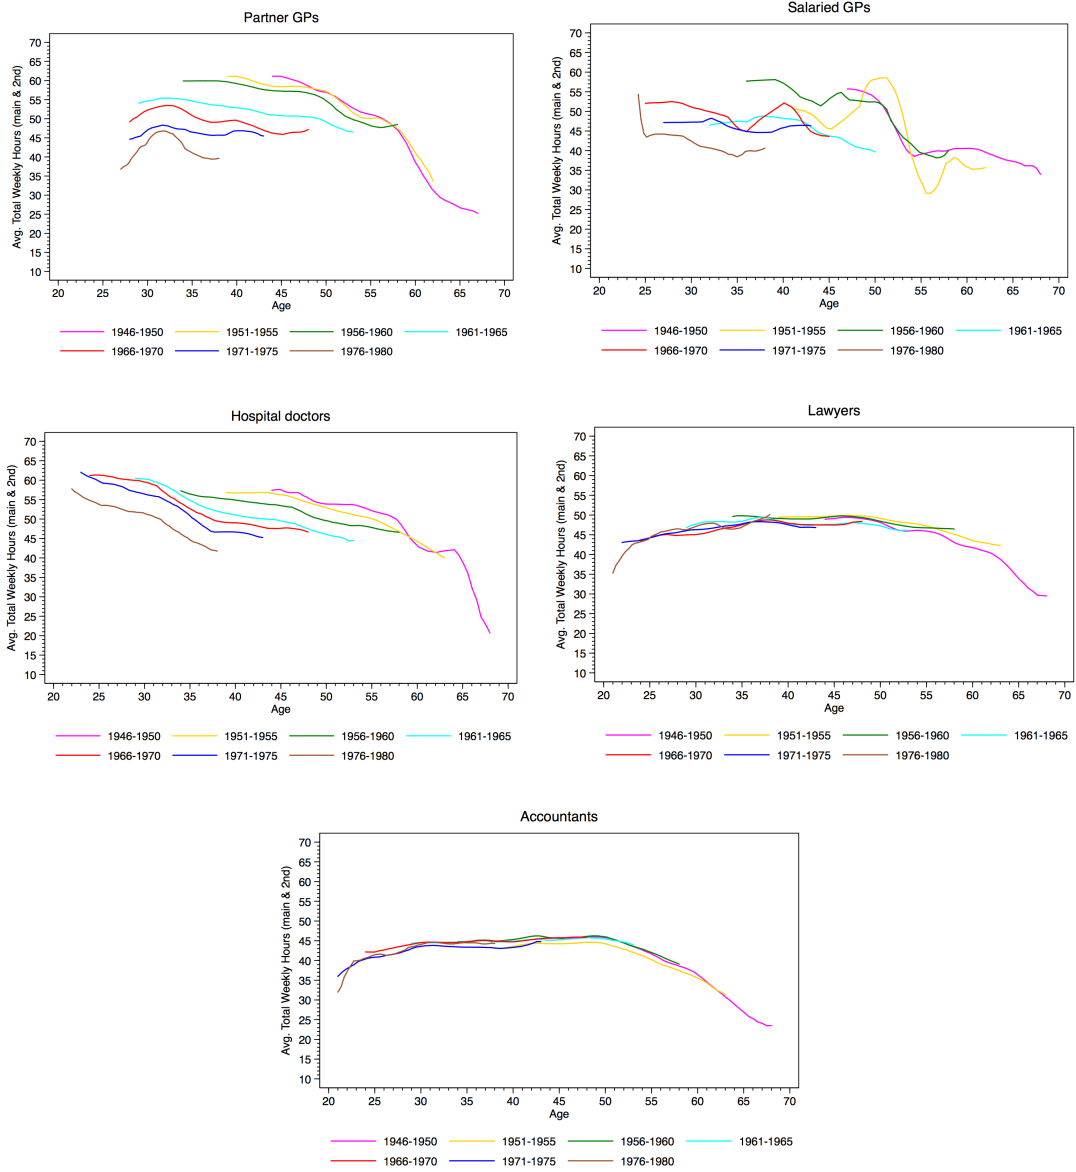 Partner GPs
Avg. Total Weekly Hours (main & 2nd)
70
65
60
55
50
45
40
35
30
25
20
15
10
20 25 30 35 40 45 50 55 60 65 70
Age
1946-1950 1951-1955 1956-1960 1961-1965
1966-1970 1971-1975 1976-1980
Salaried GPs
Avg. Total Weekly Hours (main & 2nd)
70
65
60
55
50
45
40
35
30
25
20
15
10
20 25 30 35 40 45 50 55 60 65 70
Age
1946-1950 1951-1955 1956-1960 1961-1965
1966-1970 1971-1975 1976-1980
Hospital doctors
Avg. Total Weekly Hours (main & 2nd)
70
65
60
55
50
45
40
35
30
25
20
15
10
20 25 30 35 40 45 50 55 60 65 70
Age
1946-1950 1951-1955 1956-1960 1961-1965
1966-1970 1971-1975 1976-1980
Lawyers
Avg. Total Weekly Hours (main & 2nd)
70
65
60
55
50
45
40
35
30
25
20
15
10
20 25 30 35 40 45 50 55 60 65 70
Age
1946-1950 1951-1955 1956-1960 1961-1965
1966-1970 1971-1975 1976-1980
Accountants
Avg. Total Weekly Hours (main & 2nd)
70
65
60
55
50
45
40
35
30
25
20
15
10
20 25 30 35 40 45 50 55 60 65 70
Age
1946-1950 1951-1955 1956-1960 1961-1965
1966-1970 1971-1975 1976-1980